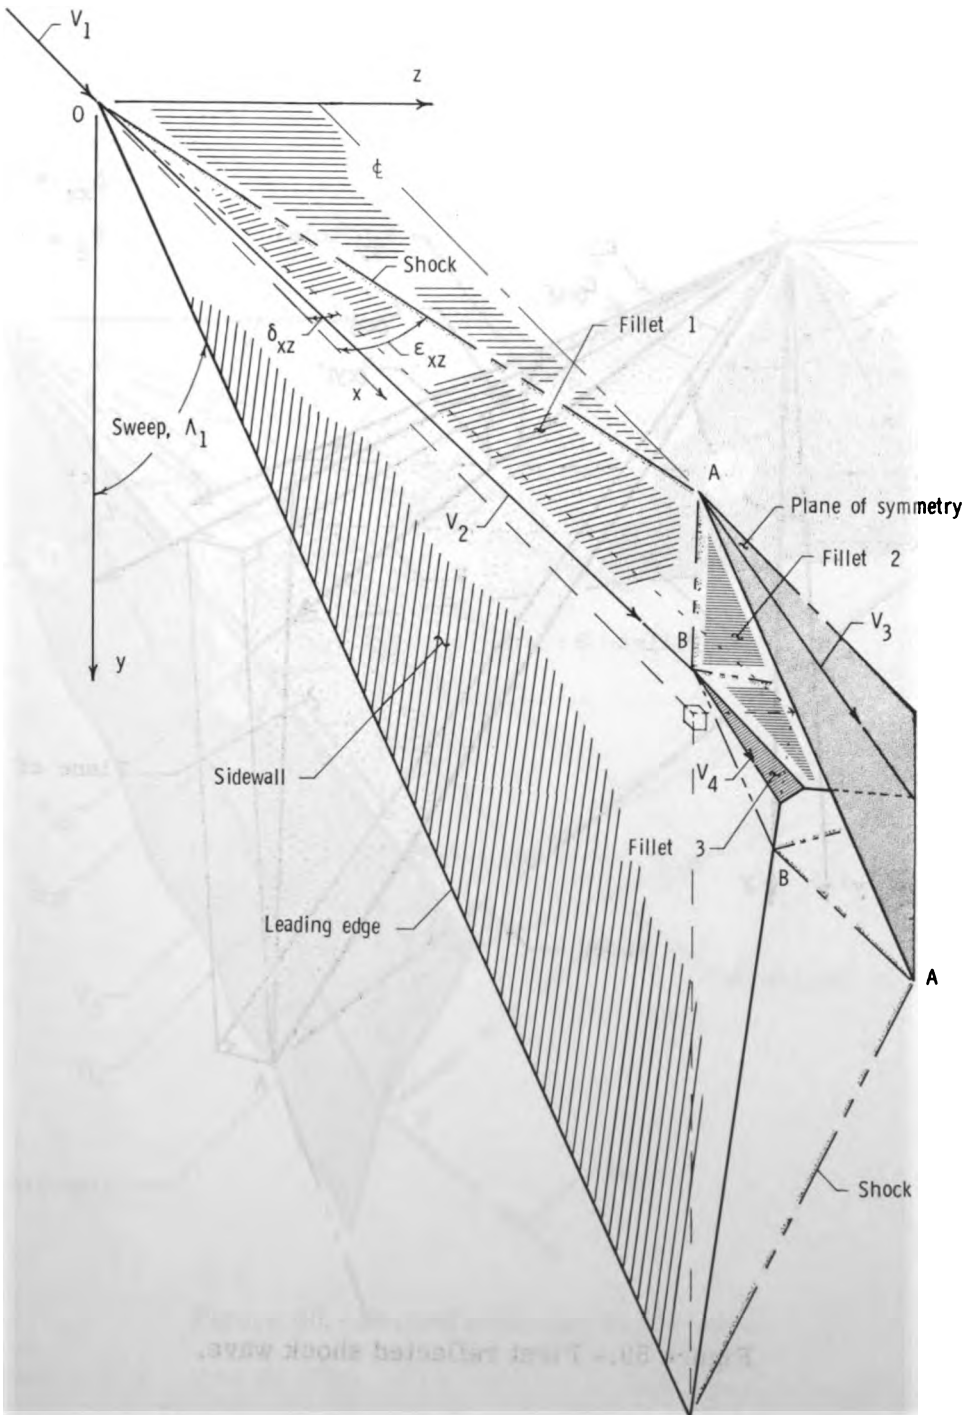 V1
z
O
℄
Shock
Fillet 1
δxz
εxz
x
Sweep, Λ1
A
Plane of symmetry
V2
Fillet 2
V3
B
y
Sidewall
V4
Fillet 3
B
Leading edge
A
Shock
Figure 59.- First reflected shock wave.